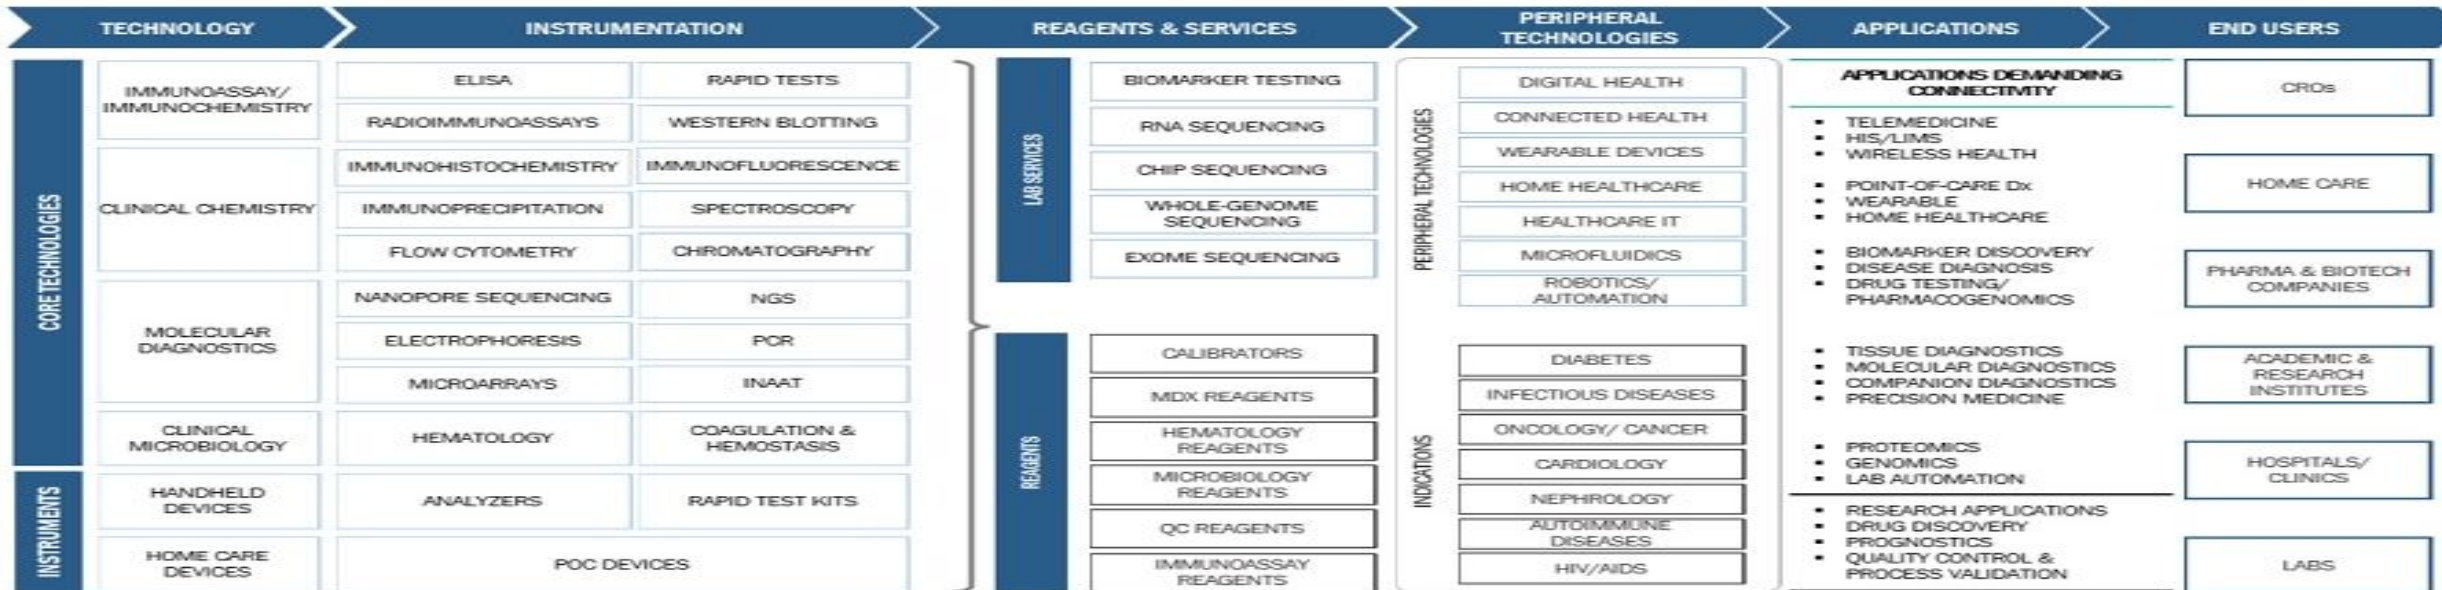 TECHNOLOGY
INSTRUMENTATION
REAGENTS & SERVICES
PERIPHERAL
TECHNOLOGIES
APPLICATIONS
END USERS
CORE TECHNOLOGIES
IMMUNOASSAY/
IMMUNOCHEMISTRY
CLINICAL CHEMISTRY
MOLECULAR
DIAGNOSTICS
CLINICAL
MICROBIOLOGY
INSTRUMENTS
HANDHELD
DEVICES
HOME CARE
DEVICES
ELISA
RAPID TESTS
RADIOIMMUNOASSAYS
WESTERN BLOTTING
IMMUNOHISTOCHEMISTRY
IMMUNOFLUORESCENCE
IMMUNOPRECIPITATION
SPECTROSCOPY
FLOW CYTOMETRY
CHROMATOGRAPHY
NANOPORE SEQUENCING
NGS
ELECTROPHORESIS
PCR
MICROARRAYS
INAAT
HEMATOLOGY
COAGULATION &
HEMOSTASIS
ANALYZERS
RAPID TEST KITS
POC DEVICES
LAB SERVICES
BIOMARKER TESTING
RNA SEQUENCING
CHIP SEQUENCING
WHOLE-GENOME
SEQUENCING
EXOME SEQUENCING
REAGENTS
CALIBRATORS
MDX REAGENTS
HEMATOLOGY
REAGENTS
MICROBIOLOGY
REAGENTS
QC REAGENTS
IMMUNOASSAY
REAGENTS
PERIPHERAL TECHNOLOGIES
DIGITAL HEALTH
CONNECTED HEALTH
WEARABLE DEVICES
HOME HEALTHCARE
HEALTHCARE IT
MICROFLUIDICS
ROBOTICS/
AUTOMATION
INDICATIONS
DIABETES
INFECTIOUS DISEASES
ONCOLOGY/ CANCER
CARDIOLOGY
NEPHROLOGY
AUTOIMMUNE
DISEASES
HIV/AIDS
APPLICATIONS DEMANDING
CONNECTIVITY
▪ TELEMEDICINE
▪ HIS/LIMS
▪ WIRELESS HEALTH
▪ POINT-OF-CARE Dx
▪ WEARABLE
▪ HOME HEALTHCARE
▪ BIOMARKER DISCOVERY
▪ DISEASE DIAGNOSIS
▪ DRUG TESTING/
PHARMACOGENOMICS
▪ TISSUE DIAGNOSTICS
▪ MOLECULAR DIAGNOSTICS
▪ COMPANION DIAGNOSTICS
▪ PRECISION MEDICINE
▪ PROTEOMICS
▪ GENOMICS
▪ LAB AUTOMATION
▪ RESEARCH APPLICATIONS
▪ DRUG DISCOVERY
▪ PROGNOSTICS
▪ QUALITY CONTROL &
PROCESS VALIDATION
CROs
HOME CARE
PHARMA & BIOTECH
COMPANIES
ACADEMIC &
RESEARCH
INSTITUTES
HOSPITALS/
CLINICS
LABS